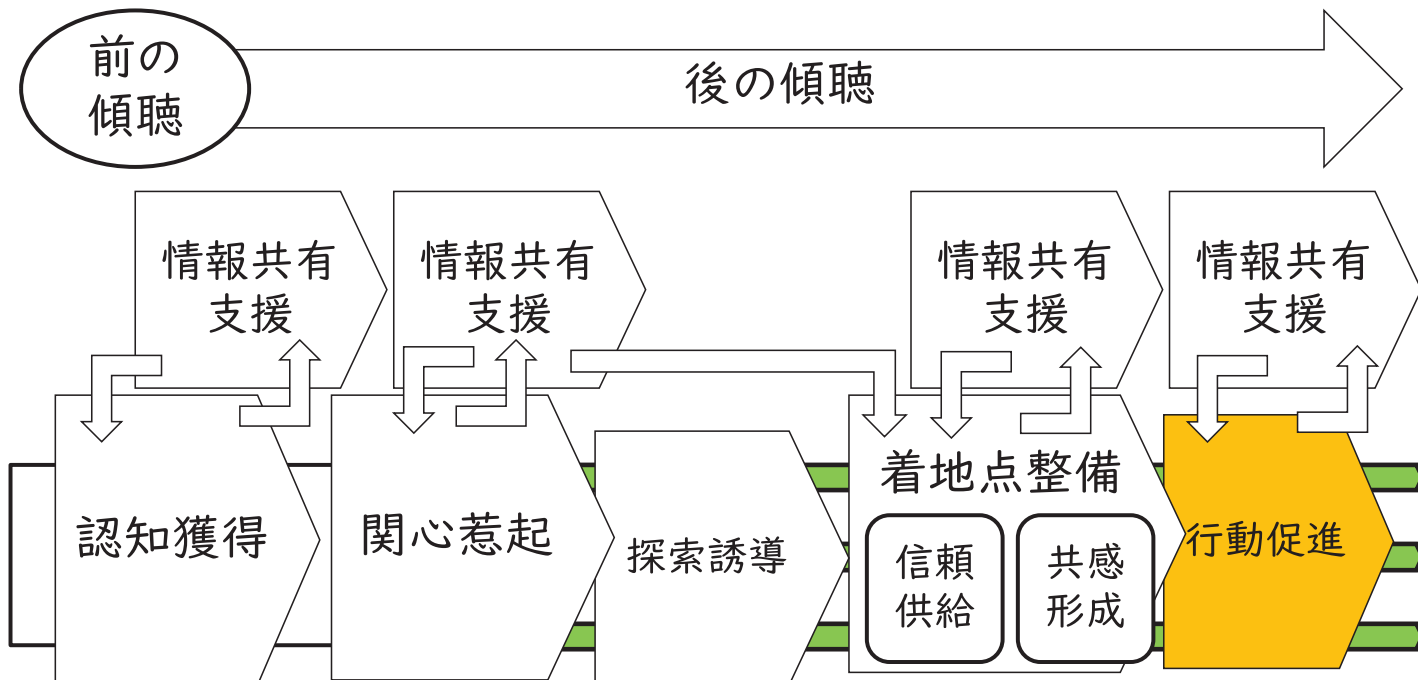 前の
傾聴
後の傾聴
情報共有
支援
情報共有
支援
情報共有
支援
情報共有
支援
認知獲得
関心惹起
探索誘導
着地点整備
信頼
供給
共感
形成
行動促進